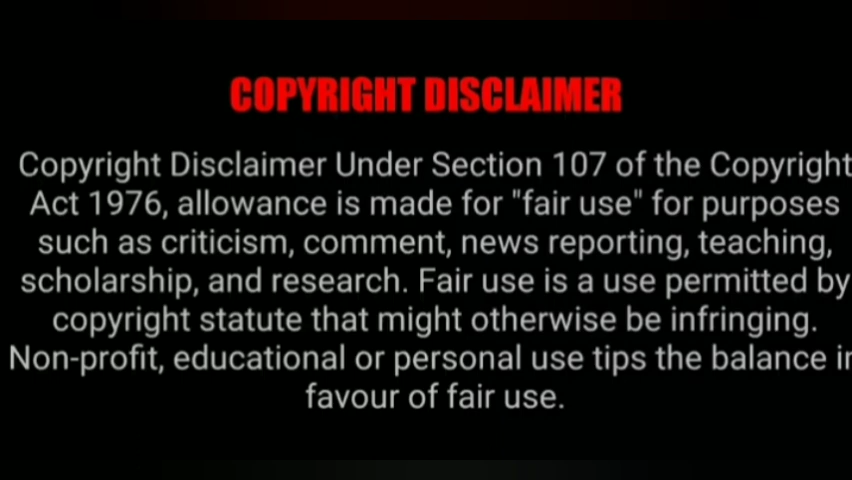 COPYRIGHT DISCLAIMER
Copyright Disclaimer Under Section 107 of the Copyright
Act 1976, allowance is made for "fair use" for purposes
such as criticism, comment, news reporting, teaching,
scholarship, and research. Fair use is a use permitted by
copyright statute that might otherwise be infringing.
Non-profit, educational or personal use tips the balance in
favour of fair use.